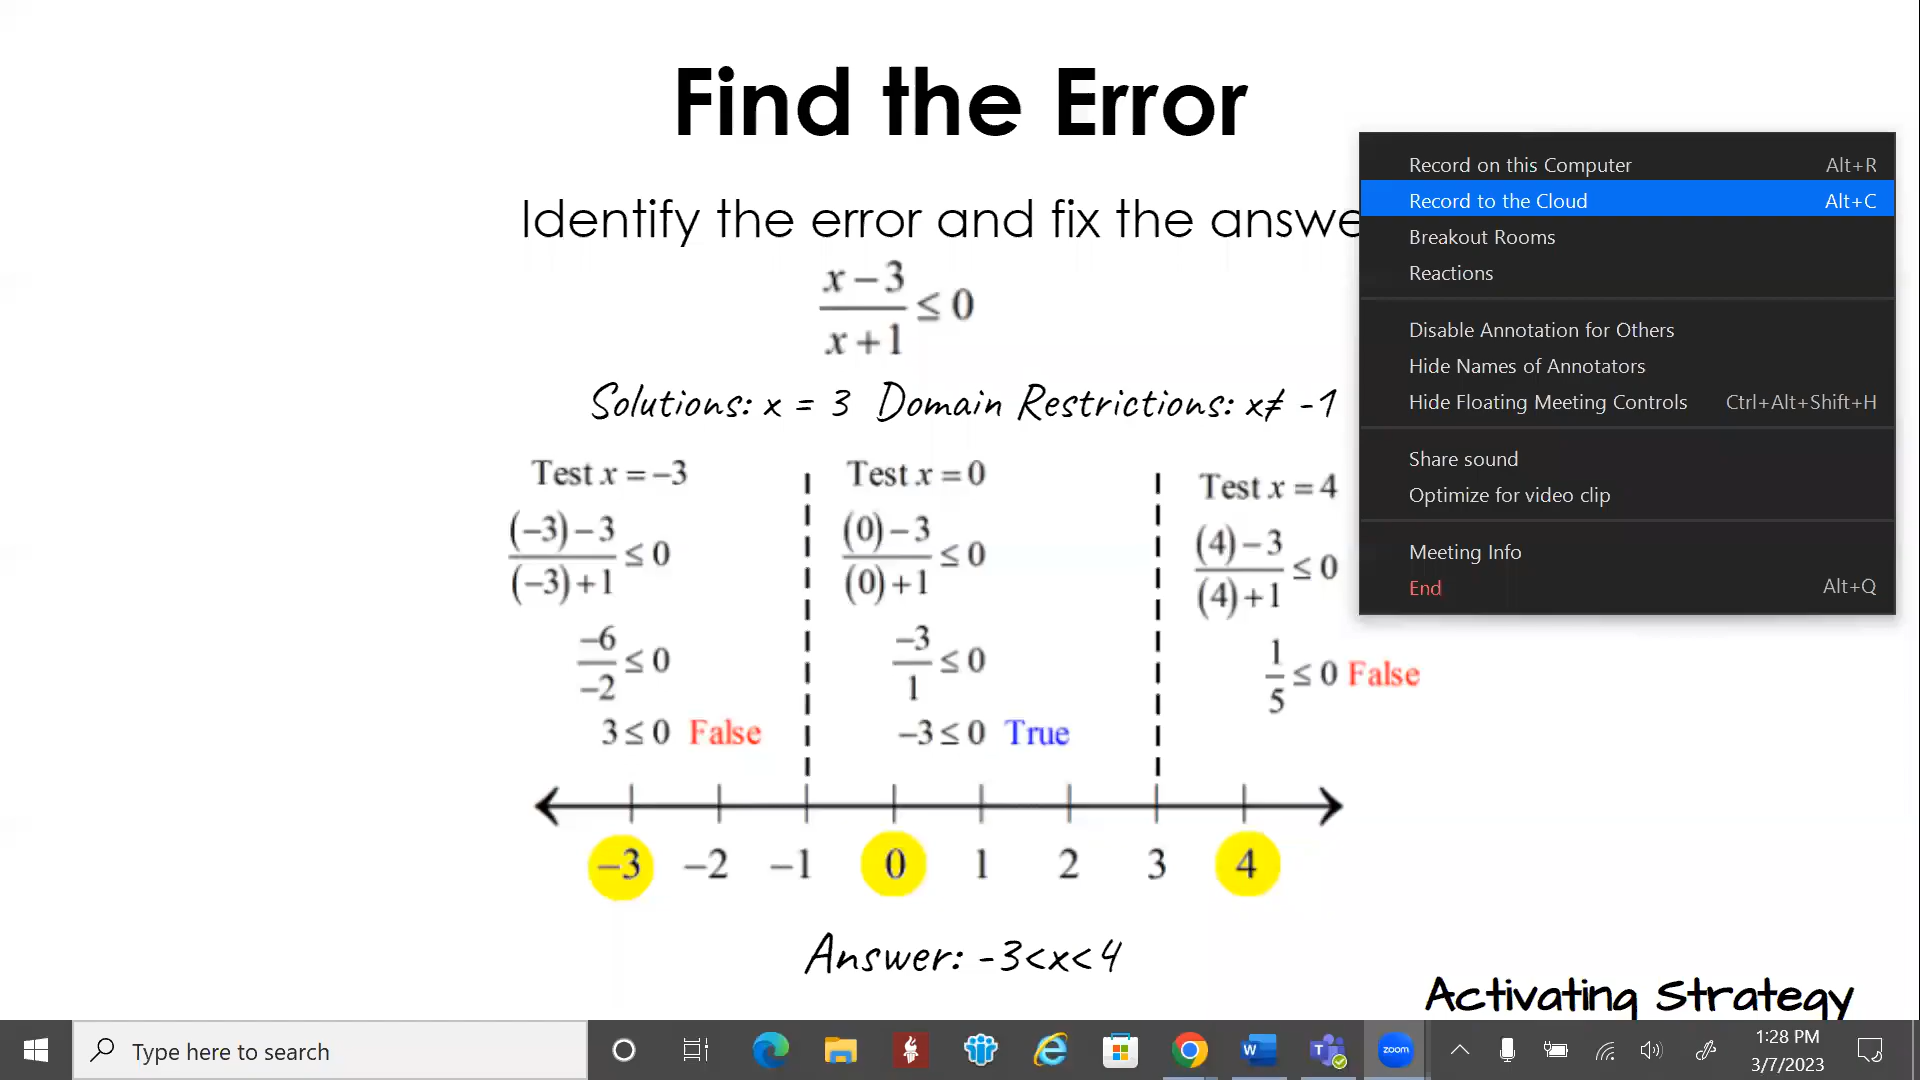 Find the Error
Identify the error and fix the answe
x − 3
x + 1
≤ 0
Solutions: x = 3 Domain Restrictions: x≠ -1
Test x = −3
(−3) − 3
(−3) + 1
≤ 0
−6
−2
≤ 0
3 ≤ 0 False
Test x = 0
(0) − 3
(0) + 1
≤ 0
−3
1
≤ 0
−3 ≤ 0 True
Test x = 4
(4) − 3
(4) + 1
≤ 0
1
5
≤ 0 False
−3 −2 −1 0 1 2 3 4
Answer: -3<x<4
Activating Strategy
Record on this Computer Alt+R
Record to the Cloud Alt+C
Breakout Rooms
Reactions
Disable Annotation for Others
Hide Names of Annotators
Hide Floating Meeting Controls Ctrl+Alt+Shift+H
Share sound
Optimize for video clip
Meeting Info
End Alt+Q
Type here to search
W
T
zoom
1:28 PM
3/7/2023